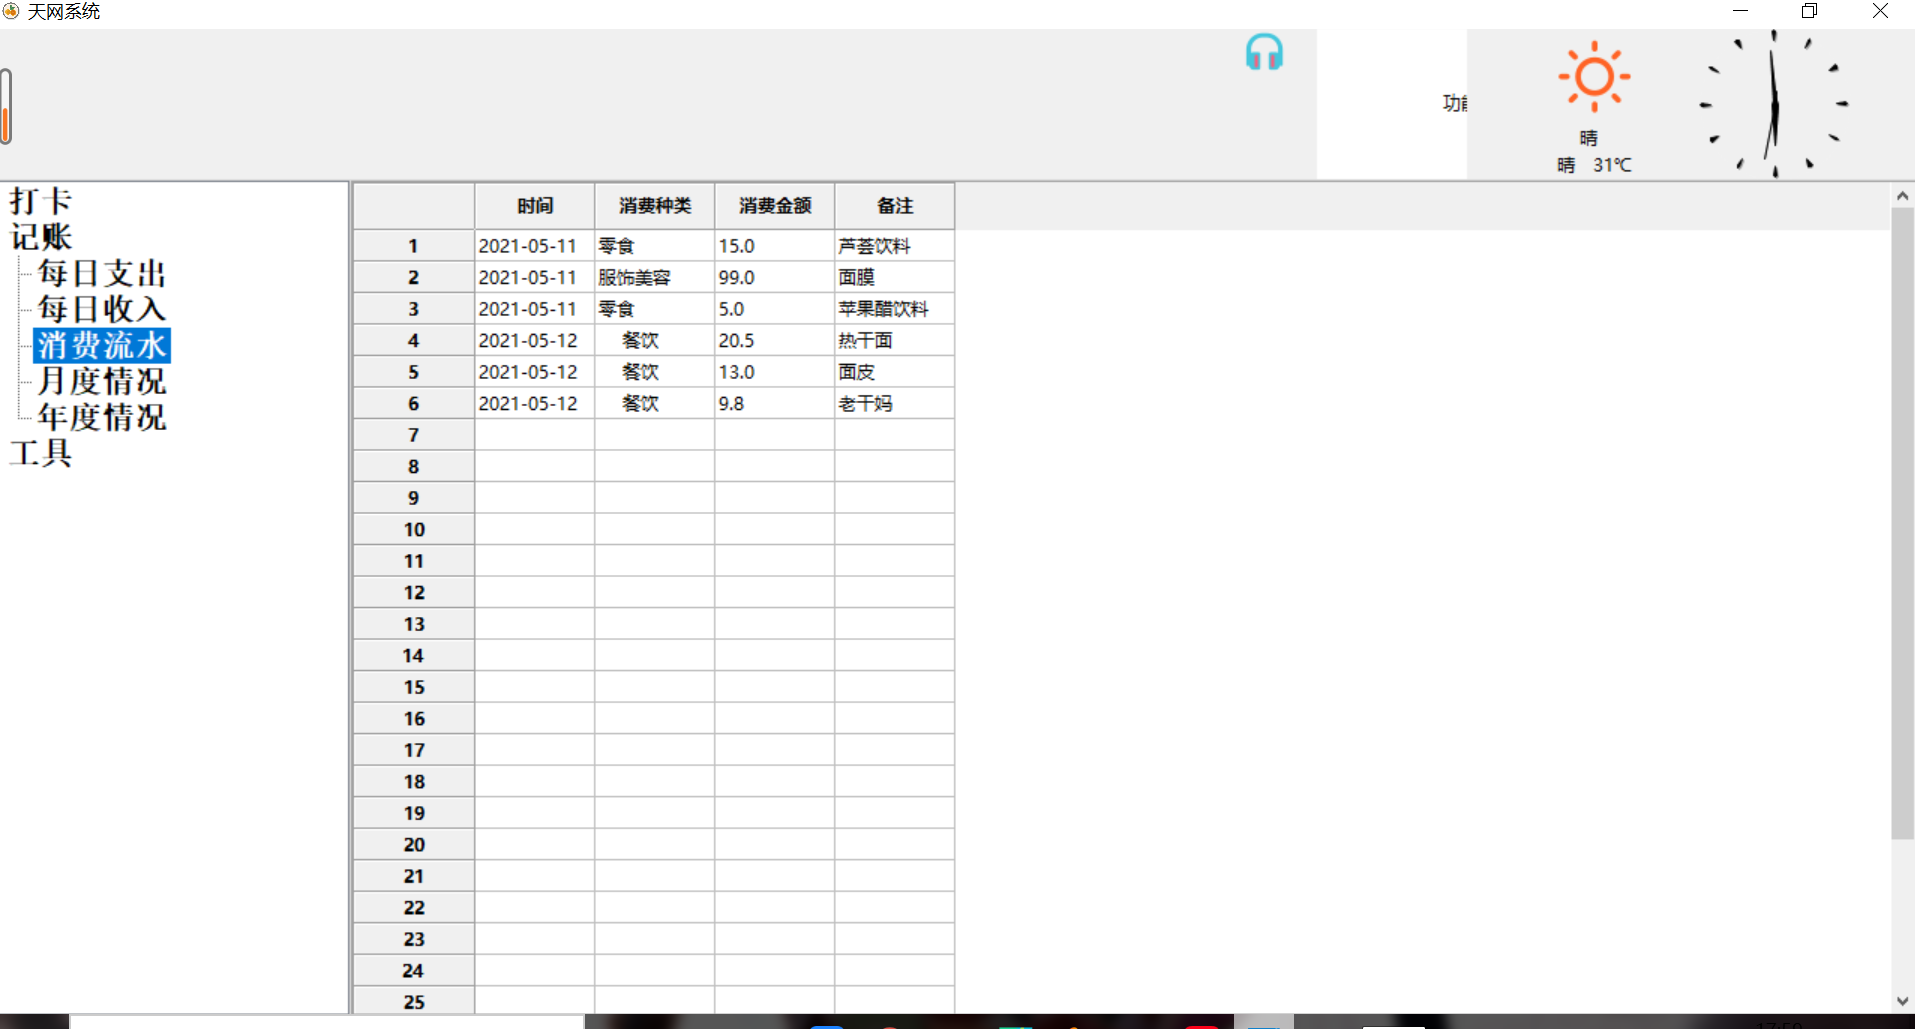 天网系统
功能
晴
晴 31℃
打卡
记账
每日支出
每日收入
消费流水
月度情况
年度情况
工具
时间 消费种类 消费金额 备注
1 2021-05-11 零食 15.0 芦荟饮料
2 2021-05-11 服饰美容 99.0 面膜
3 2021-05-11 零食 5.0 苹果醋饮料
4 2021-05-12 餐饮 20.5 热干面
5 2021-05-12 餐饮 13.0 面皮
6 2021-05-12 餐饮 9.8 老干妈
7
8
9
10
11
12
13
14
15
16
17
18
19
20
21
22
23
24
25